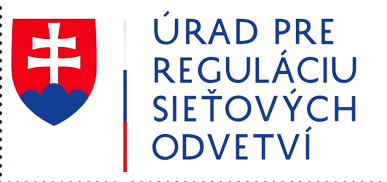 ÚRAD PRE
REGULÁCIU
SIEŤOVÝCH
ODVETVÍ